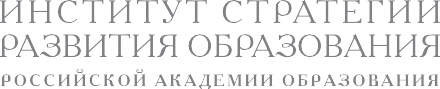 ИНСТИТУТ СТРАТЕГИИ
РАЗВИТИЯ ОБРАЗОВАНИЯ
РОССИЙСКОЙ АКАДЕМИИ ОБРАЗОВАНИЯ